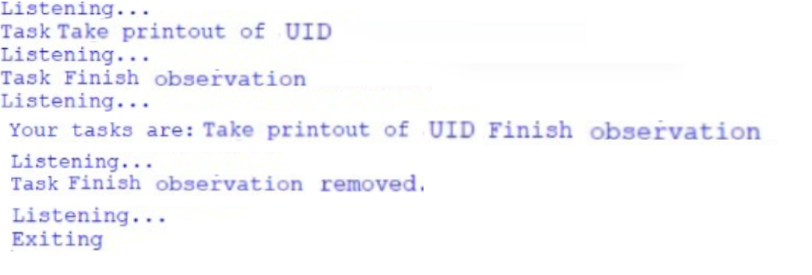 Listening...
Task Take printout of UID
Listening...
Task Finish observation
Listening...
Your tasks are: Take printout of UID Finish observation
Listening...
Task Finish observation removed.
Listening...
Exiting